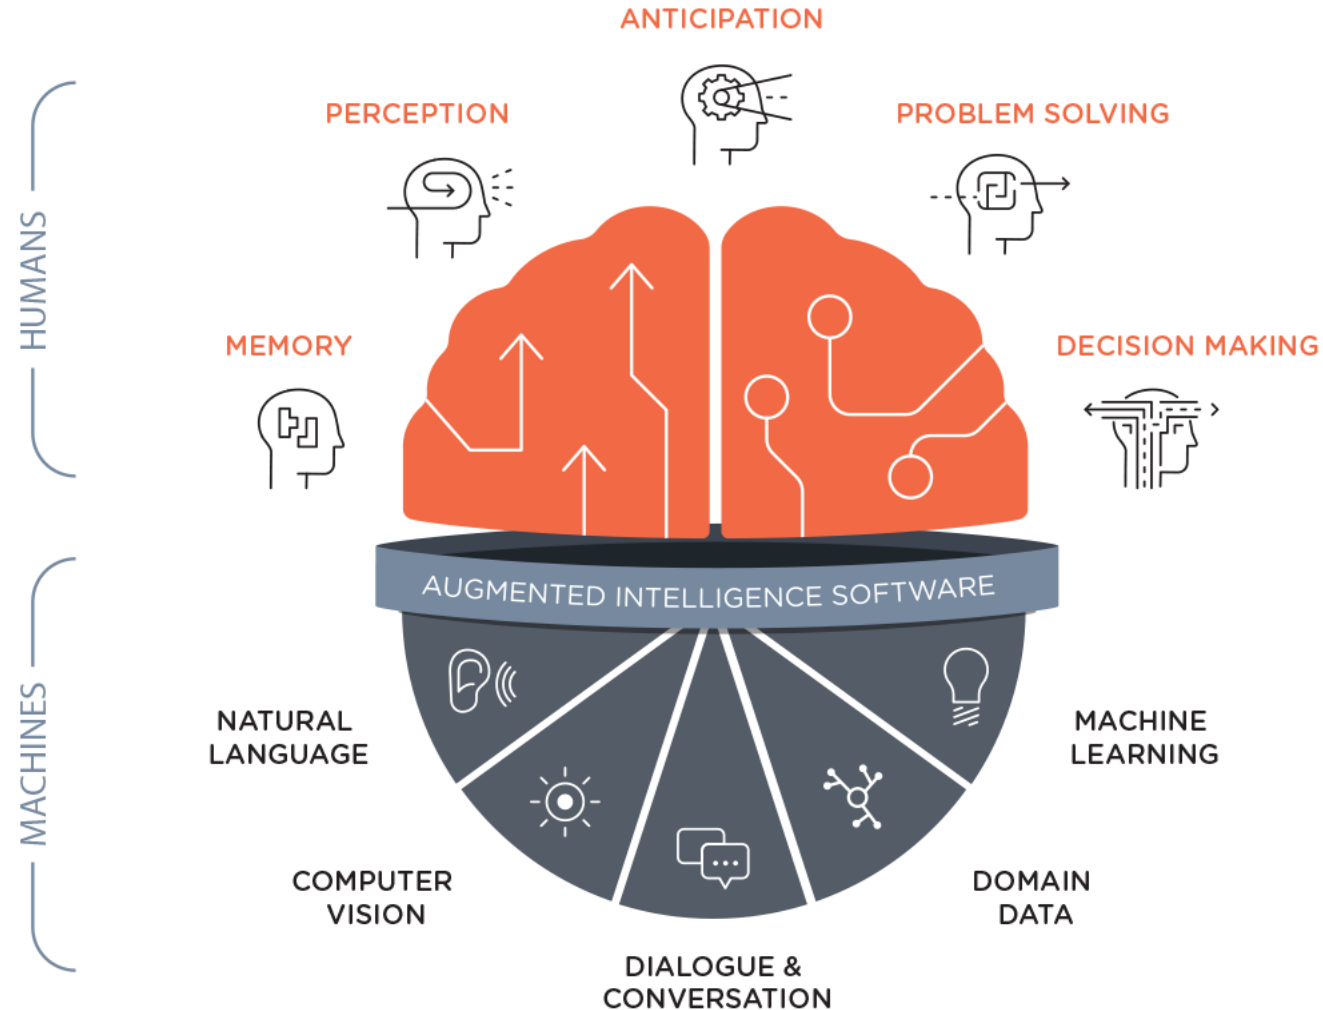 ANTICIPATION
PERCEPTION
PROBLEM SOLVING
HUMANS
MEMORY
DECISION MAKING
AUGMENTED INTELLIGENCE SOFTWARE
MACHINES
NATURAL
LANGUAGE
MACHINE
LEARNING
COMPUTER
VISION
DOMAIN
DATA
DIALOGUE &
CONVERSATION